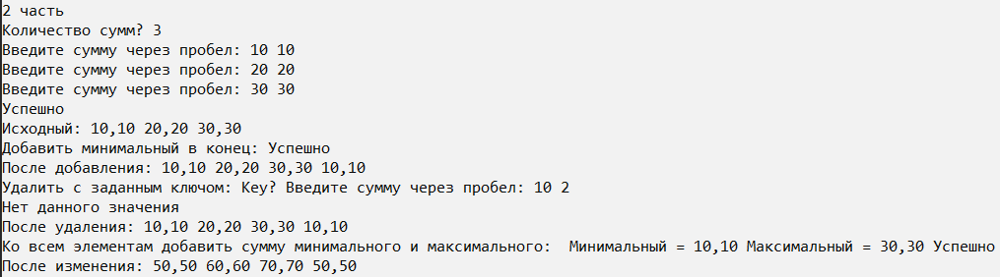 2 часть
Количество сумм? 3
Введите сумму через пробел: 10 10
Введите сумму через пробел: 20 20
Введите сумму через пробел: 30 30
Успешно
Исходный: 10,10 20,20 30,30
Добавить минимальный в конец: Успешно
После добавления: 10,10 20,20 30,30 10,10
Удалить с заданным ключом: Key? Введите сумму через пробел: 10 2
Нет данного значения
После удаления: 10,10 20,20 30,30 10,10
Ко всем элементам добавить сумму минимального и максимального:  Минимальный = 10,10 Максимальный = 30,30 Успешно
После изменения: 50,50 60,60 70,70 50,50